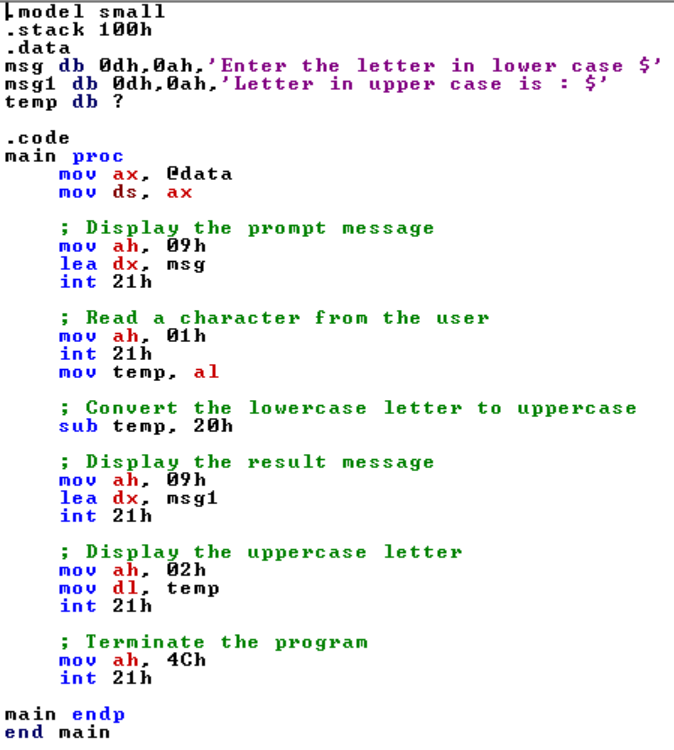 .model small
.stack 100h
.data
msg db 0dh,0ah,'Enter the letter in lower case $'
msg1 db 0dh,0ah,'Letter in upper case is : $'
temp db ?
.code
main proc
mov ax, @data
mov ds, ax
; Display the prompt message
mov ah, 09h
lea dx, msg
int 21h
; Read a character from the user
mov ah, 01h
int 21h
mov temp, al
; Convert the lowercase letter to uppercase
sub temp, 20h
; Display the result message
mov ah, 09h
lea dx, msg1
int 21h
; Display the uppercase letter
mov ah, 02h
mov dl, temp
int 21h
; Terminate the program
mov ah, 4Ch
int 21h
main endp
end main